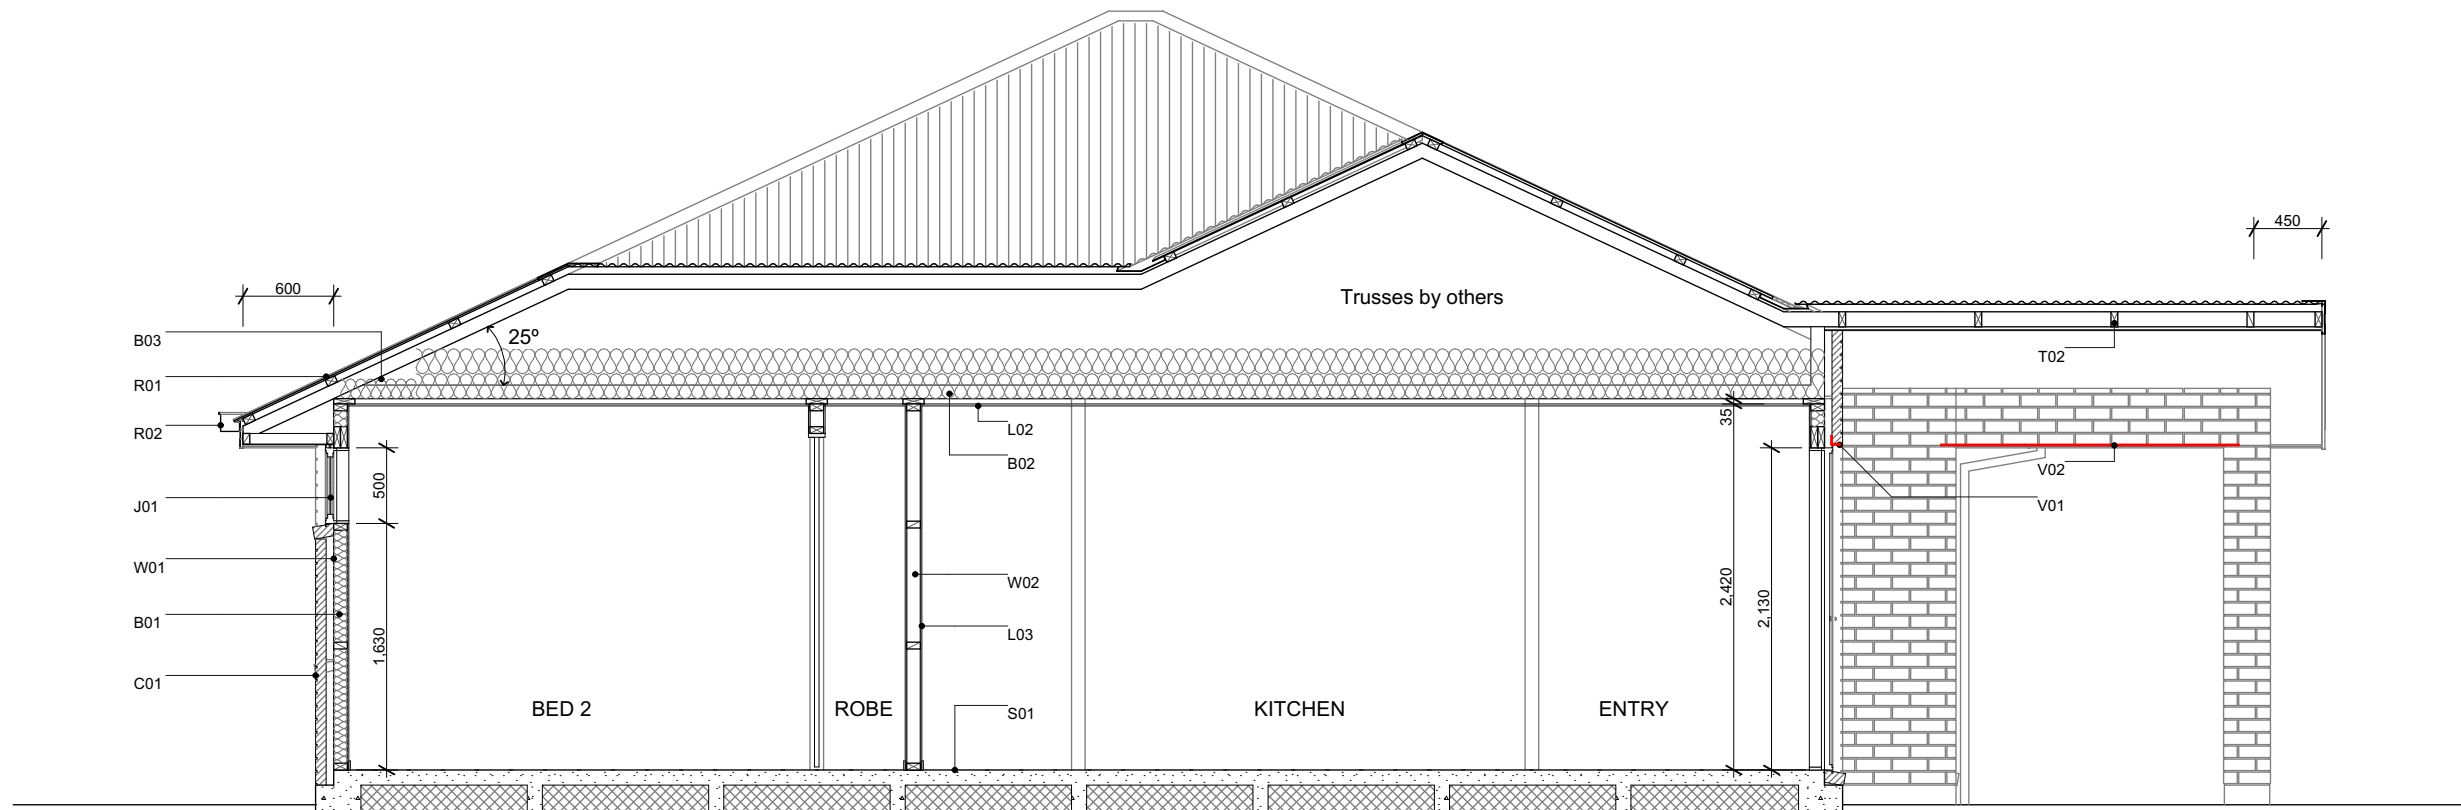 450
600
Trusses by others
25º
B03
R01
R02
T02
35
L02
B02
V02
V01
J01
500
W01
W02
2,420
2,130
B01
L03
1,630
C01
BED 2
ROBE
S01
KITCHEN
ENTRY